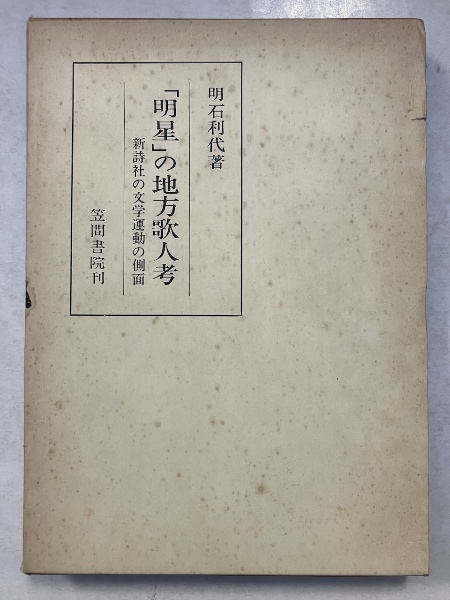 明石利代著
「明星」の地方歌人考
新詩社の文学運動の側面
笠間書院刊